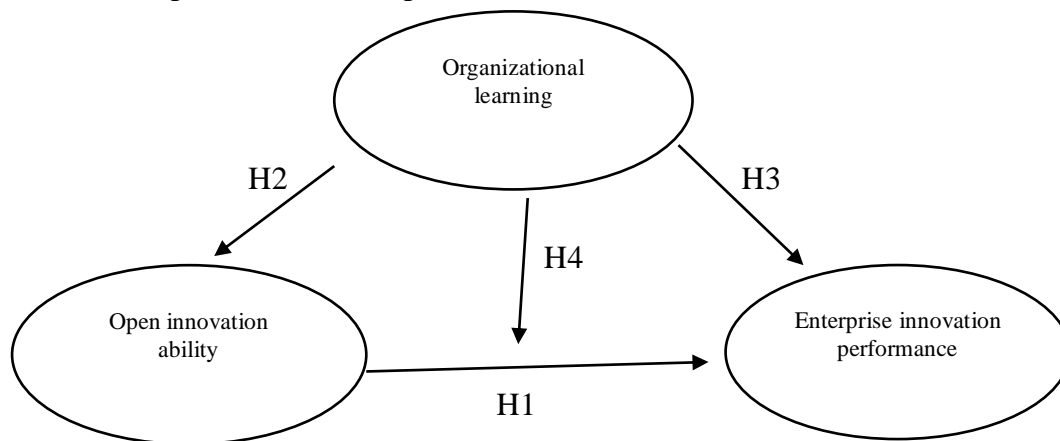 Organizational
learning
H2
H3
H4
Open innovation
ability
Enterprise innovation
performance
H1